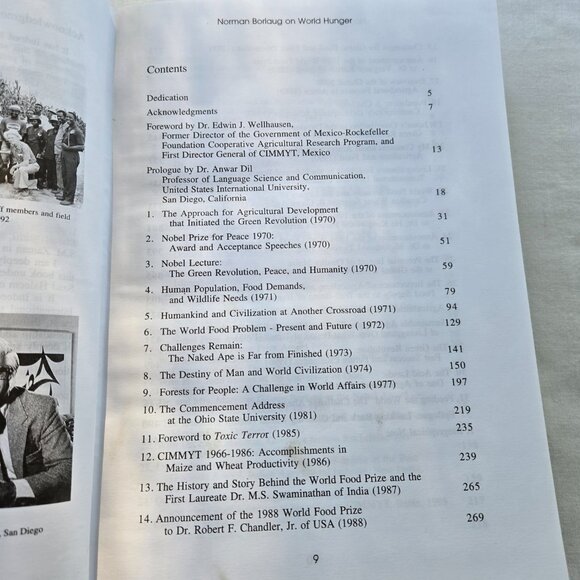 Norman Borlaug on World Hunger
Contents
Dedication 5
Acknowledgments 7
Foreword by Dr. Edwin J. Wellhausen,
Former Director of the Government of Mexico-Rockefeller
Foundation Cooperative Agricultural Research Program, and
First Director General of CIMMYT, Mexico 13
Prologue by Dr. Anwar Dil
Professor of Language Science and Communication,
United States International University,
San Diego, California 18
1. The Approach for Agricultural Development
that Initiated the Green Revolution (1970) 31
2. Nobel Prize for Peace 1970:
Award and Acceptance Speeches (1970) 51
3. Nobel Lecture:
The Green Revolution, Peace, and Humanity (1970) 59
4. Human Population, Food Demands,
and Wildlife Needs (1971) 79
5. Humankind and Civilization at Another Crossroad (1971) 94
6. The World Food Problem - Present and Future ( 1972) 129
7. Challenges Remain:
The Naked Ape is Far from Finished (1973) 141
8. The Destiny of Man and World Civilization (1974) 150
9. Forests for People: A Challenge in World Affairs (1977) 197
10. The Commencement Address
at the Ohio State University (1981) 219
11. Foreword to Toxic Terror (1985) 235
12. CIMMYT 1966-1986: Accomplishments in
Maize and Wheat Productivity (1986) 239
13. The History and Story Behind the World Food Prize and the
First Laureate Dr. M.S. Swaminathan of India (1987) 265
14. Announcement of the 1988 World Food Prize
to Dr. Robert F. Chandler, Jr. of USA (1988) 269
9
members and field
92
, San Diego